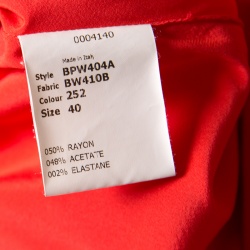 0004140
Made in Italy
Style BPW404A
Fabric BW410B
Colour 252
Size 40
050% RAYON
048% ACETATE
002% ELASTANE